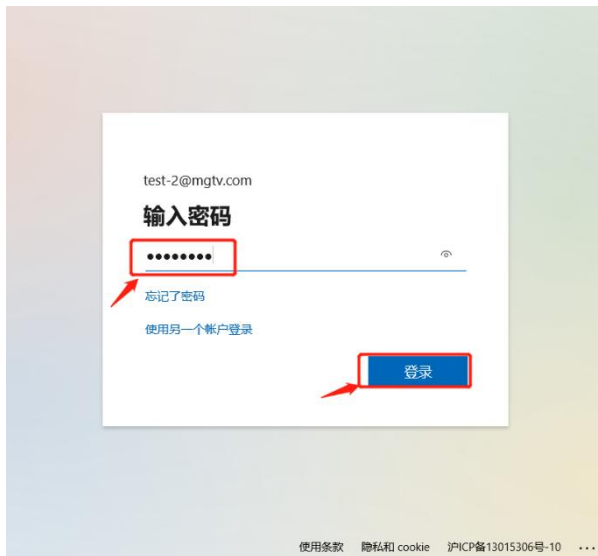 test-2@mgtv.com
输入密码
••••••••
忘记了密码
使用另一个帐户登录
登录
使用条款 隐私和 cookie 沪ICP备13015306号-10 ...